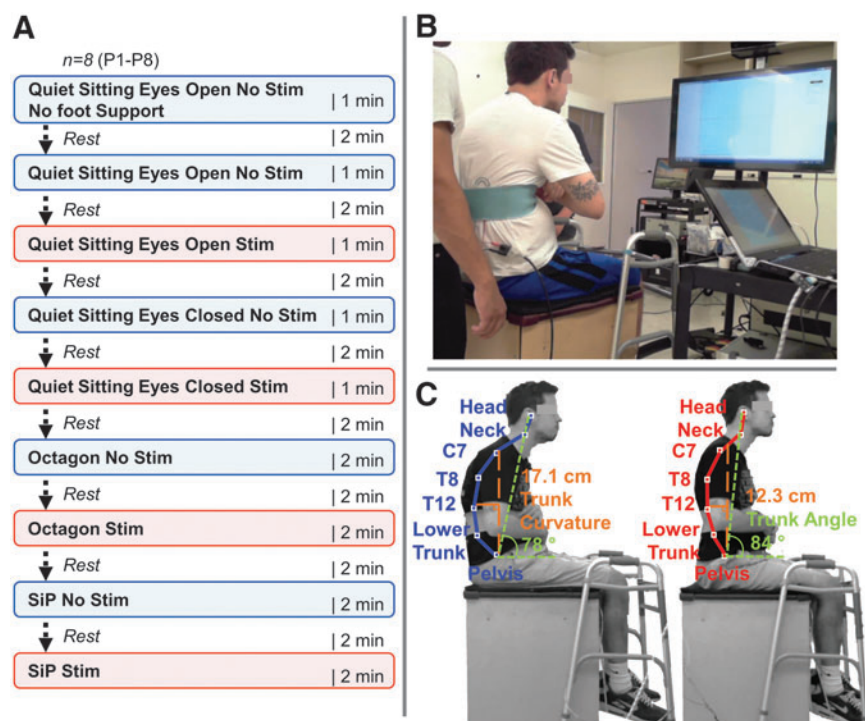 A
n=8 (P1-P8)
Quiet Sitting Eyes Open No Stim
No foot Support
| 1 min
Rest | 2 min
Quiet Sitting Eyes Open No Stim | 1 min
Rest | 2 min
Quiet Sitting Eyes Open Stim | 1 min
Rest | 2 min
Quiet Sitting Eyes Closed No Stim | 1 min
Rest | 2 min
Quiet Sitting Eyes Closed Stim | 1 min
Rest | 2 min
Octagon No Stim | 2 min
Rest | 2 min
Octagon Stim | 2 min
Rest | 2 min
SiP No Stim | 2 min
Rest | 2 min
SiP Stim | 2 min
B
C
Head
Neck
C7
T8
T12
Lower
Trunk
Pelvis
17.1 cm
Trunk
Curvature
78 °
Head
Neck
C7
T8
T12
Lower
Trunk
Pelvis
12.3 cm
Trunk Angle
84 °